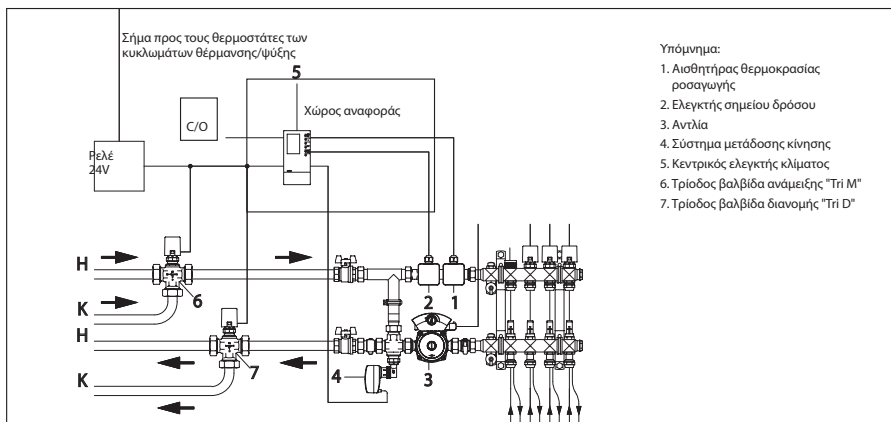 Σήμα προς τους θερμοστάτες των
κυκλωμάτων θέρμανσης/ψύξης
5
Χώρος αναφοράς
C/O
Ρελέ
24V
H
K
H
K
6
7
4
2
1
3
Υπόμνημα:
1. Αισθητήρας θερμοκρασίας
ροσαγωγής
2. Ελεγκτής σημείου δρόσου
3. Αντλία
4. Σύστημα μετάδοσης κίνησης
5. Κεντρικός ελεγκτής κλίματος
6. Τρίοδος βαλβίδα ανάμειξης "Tri M"
7. Τρίοδος βαλβίδα διανομής "Tri D"